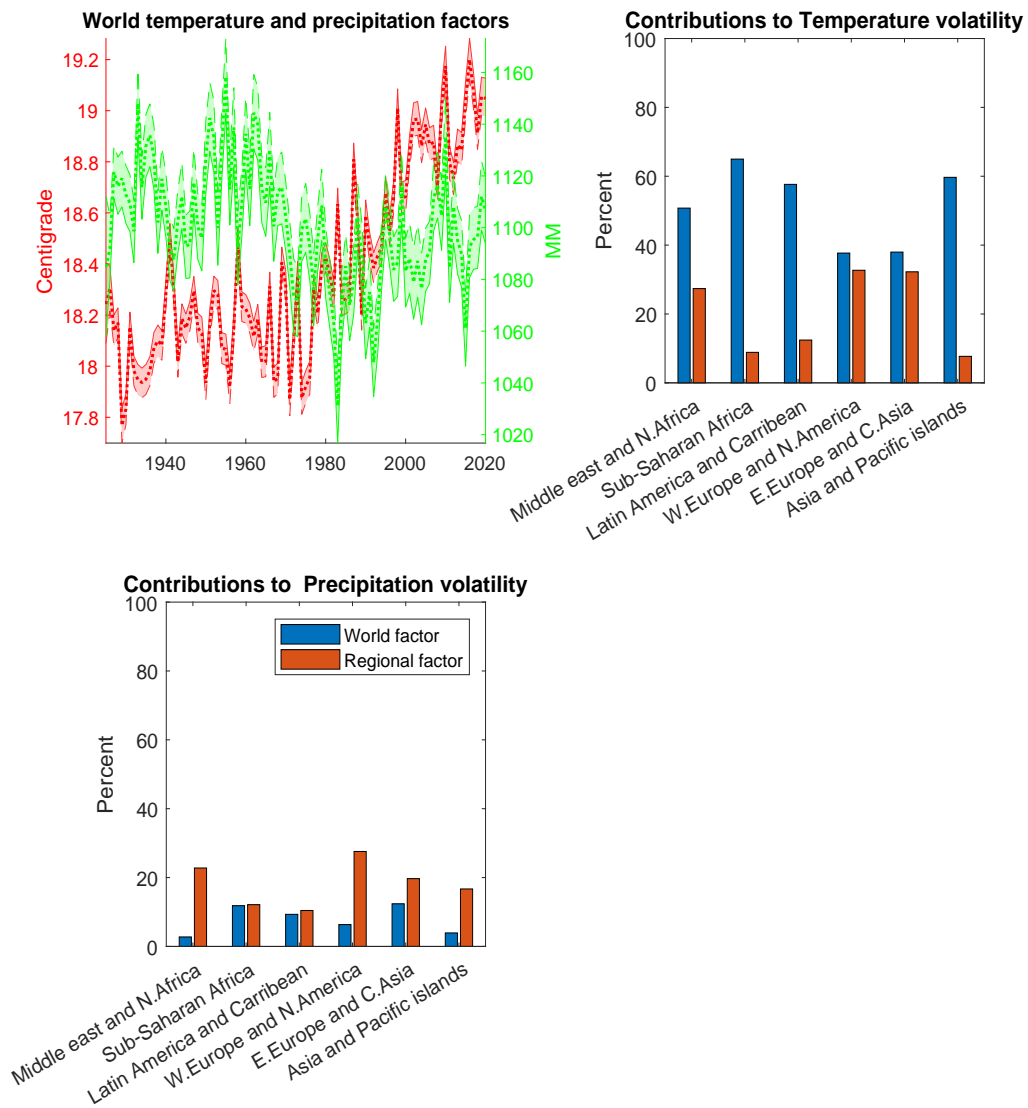 World temperature and precipitation factors
19.2
19
18.8
18.6
18.4
18.2
18
17.8
Centigrade
1160
1140
1120
1100
1080
1060
1040
1020
MM
1940
1960
1980
2000
2020
Contributions to Temperature volatility
100
80
60
40
20
0
Percent
Middle east and N.Africa
Sub-Saharan Africa
Latin America and Carribean
W.Europe and N.America
E.Europe and C.Asia
Asia and Pacific islands
Contributions to  Precipitation volatility
100
80
60
40
20
0
Percent
World factor
Regional factor
Middle east and N.Africa
Sub-Saharan Africa
Latin America and Carribean
W.Europe and N.America
E.Europe and C.Asia
Asia and Pacific islands